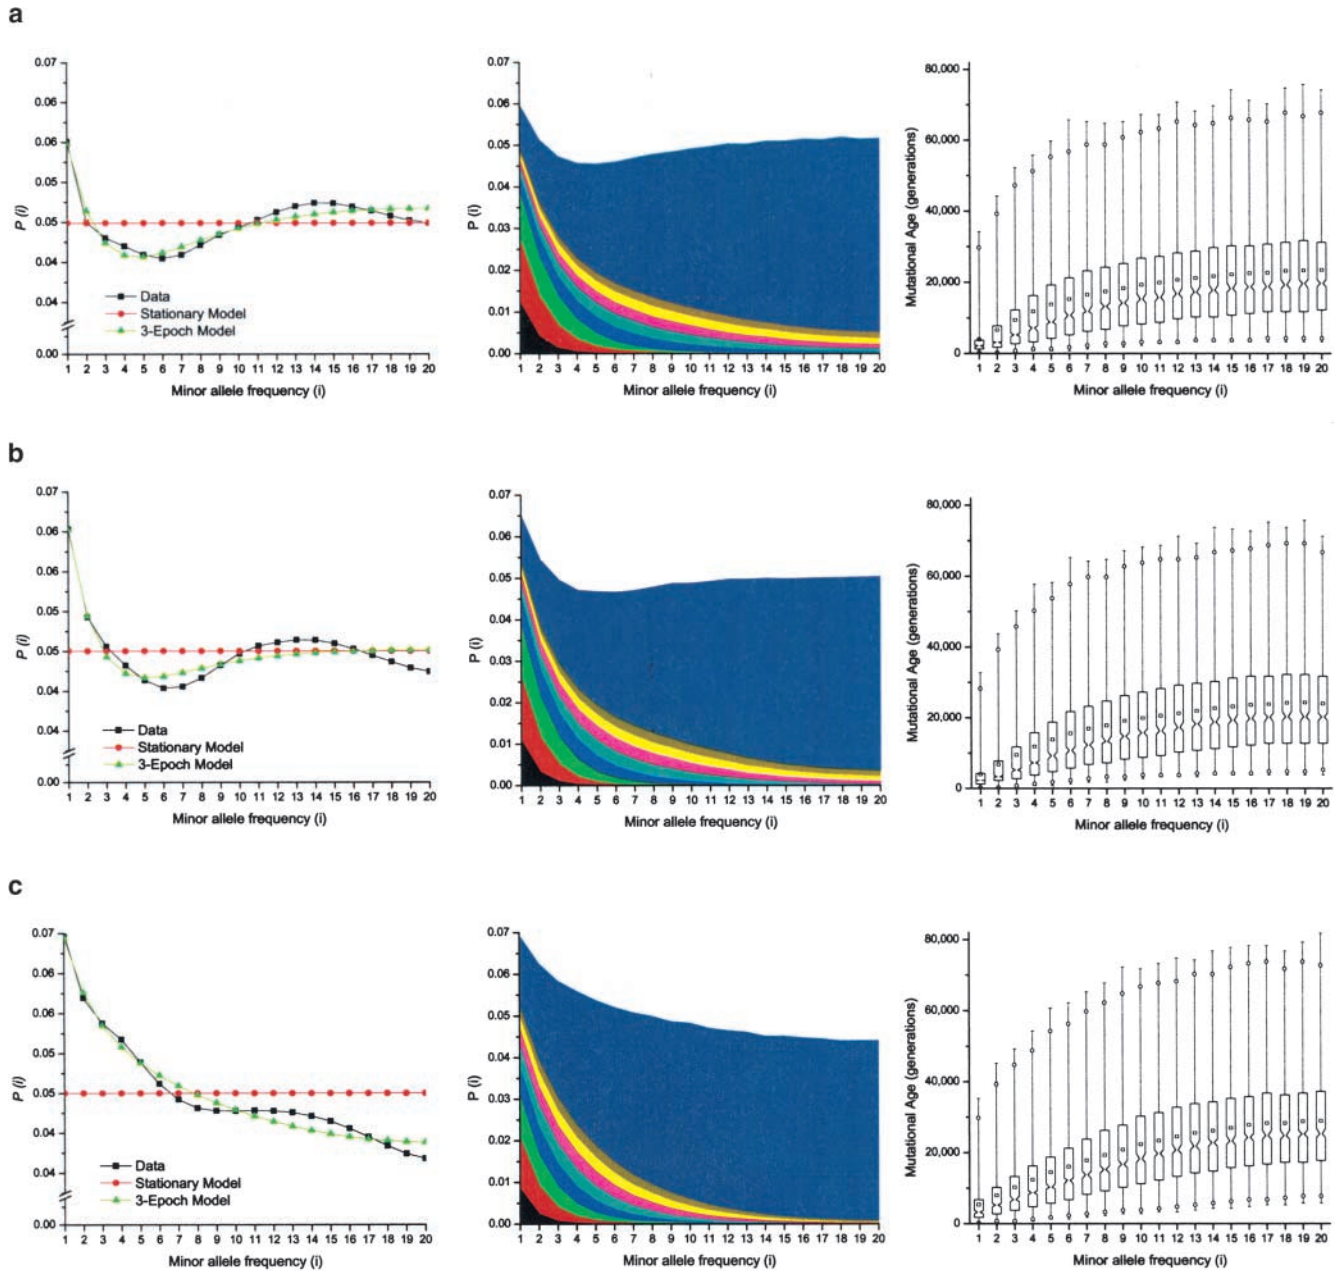 a
0.07
0.06
0.06
0.05
0.05
0.04
0.04
0.00
P (i)
Data
Stationary Model
3-Epoch Model
1 2 3 4 5 6 7 8 9 10 11 12 13 14 15 16 17 18 19 20
Minor allele frequency (i)
0.07
0.06
0.05
0.04
0.03
0.02
0.01
0.00
P (i)
1 2 3 4 5 6 7 8 9 10 11 12 13 14 15 16 17 18 19 20
Minor allele frequency (i)
80,000
60,000
40,000
20,000
0
Mutational Age (generations)
1 2 3 4 5 6 7 8 9 10 11 12 13 14 15 16 17 18 19 20
Minor allele frequency (i)
b
0.07
0.06
0.06
0.05
0.05
0.04
0.04
0.00
P (i)
Data
Stationary Model
3-Epoch Model
1 2 3 4 5 6 7 8 9 10 11 12 13 14 15 16 17 18 19 20
Minor allele frequency (i)
0.07
0.06
0.05
0.04
0.03
0.02
0.01
0.00
P (i)
1 2 3 4 5 6 7 8 9 10 11 12 13 14 15 16 17 18 19 20
Minor allele frequency (i)
80,000
60,000
40,000
20,000
0
Mutational Age (generations)
1 2 3 4 5 6 7 8 9 10 11 12 13 14 15 16 17 18 19 20
Minor allele frequency (i)
c
0.07
0.06
0.06
0.05
0.05
0.04
0.04
0.00
P (i)
Data
Stationary Model
3-Epoch Model
1 2 3 4 5 6 7 8 9 10 11 12 13 14 15 16 17 18 19 20
Minor allele frequency (i)
0.07
0.06
0.05
0.04
0.03
0.02
0.01
0.00
P (i)
1 2 3 4 5 6 7 8 9 10 11 12 13 14 15 16 17 18 19 20
Minor allele frequency (i)
80,000
60,000
40,000
20,000
0
Mutational Age (generations)
1 2 3 4 5 6 7 8 9 10 11 12 13 14 15 16 17 18 19 20
Minor allele frequency (i)